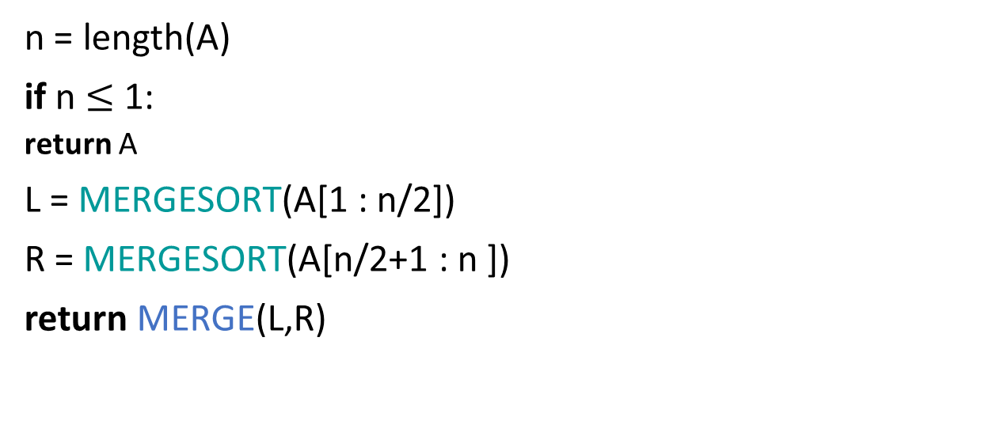 n = length(A)
if n ≤ 1:
return A
L = MERGESORT(A[1 : n/2])
R = MERGESORT(A[n/2+1 : n ])
return MERGE(L,R)